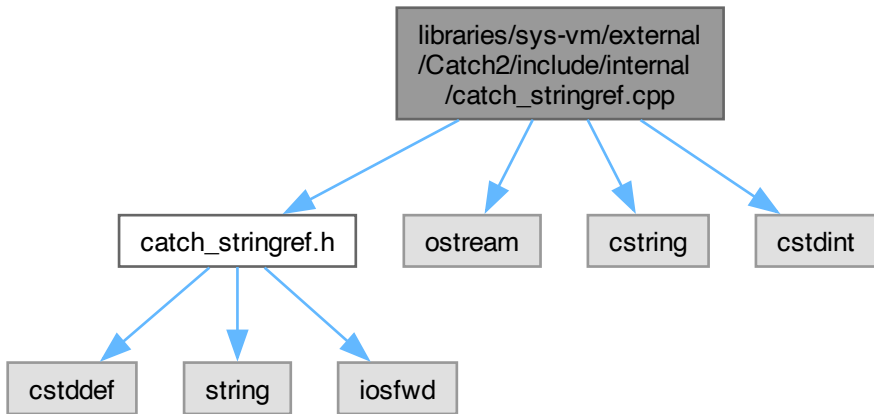 libraries/sys-vm/external
/Catch2/include/internal
/catch_stringref.cpp
catch_stringref.h
ostream
cstring
cstdint
cstddef
string
iosfwd